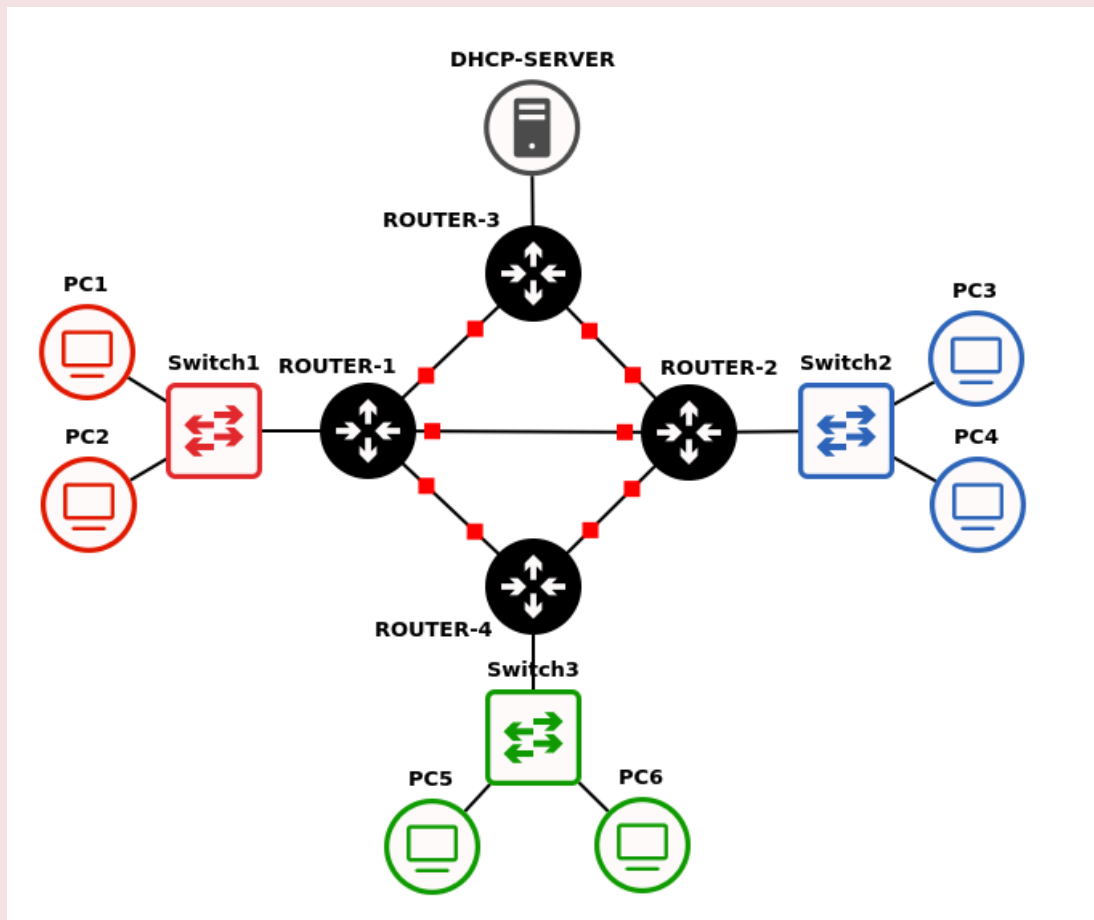 DHCP-SERVER
ROUTER-3
PC1
PC3
Switch1
ROUTER-1
ROUTER-2
Switch2
PC2
PC4
ROUTER-4
Switch3
PC5
PC6